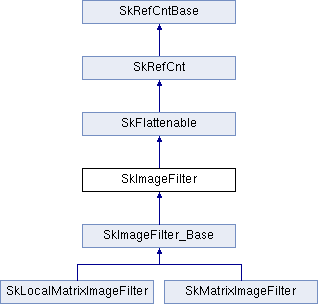 SkRefCntBase
SkRefCnt
SkFlattenable
SkImageFilter
SkImageFilter_Base
SkLocalMatrixImageFilter SkMatrixImageFilter